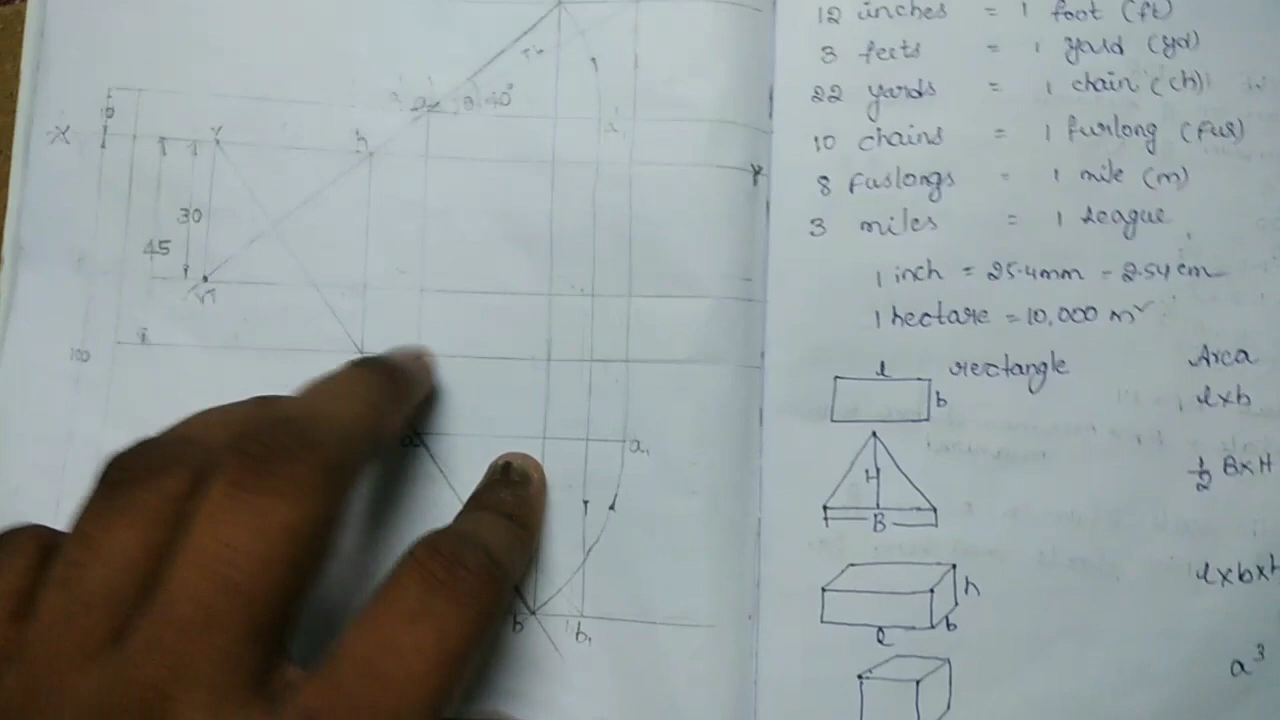 X
Y
30
45
100
40°
a
a₁
b
b₁
12 inches = 1 foot (ft)
3 feets = 1 yard (yd)
22 yards = 1 chain (ch)
10 chains = 1 furlong (fur)
8 furlongs = 1 mile (m)
3 miles = 1 league
1 inch = 25.4mm - 2.54 cm
1 hectare = 10,000 m²
rectangle Area
l
b
l×b
H
B
½ B×H
h
l
b
l×b×h
a³